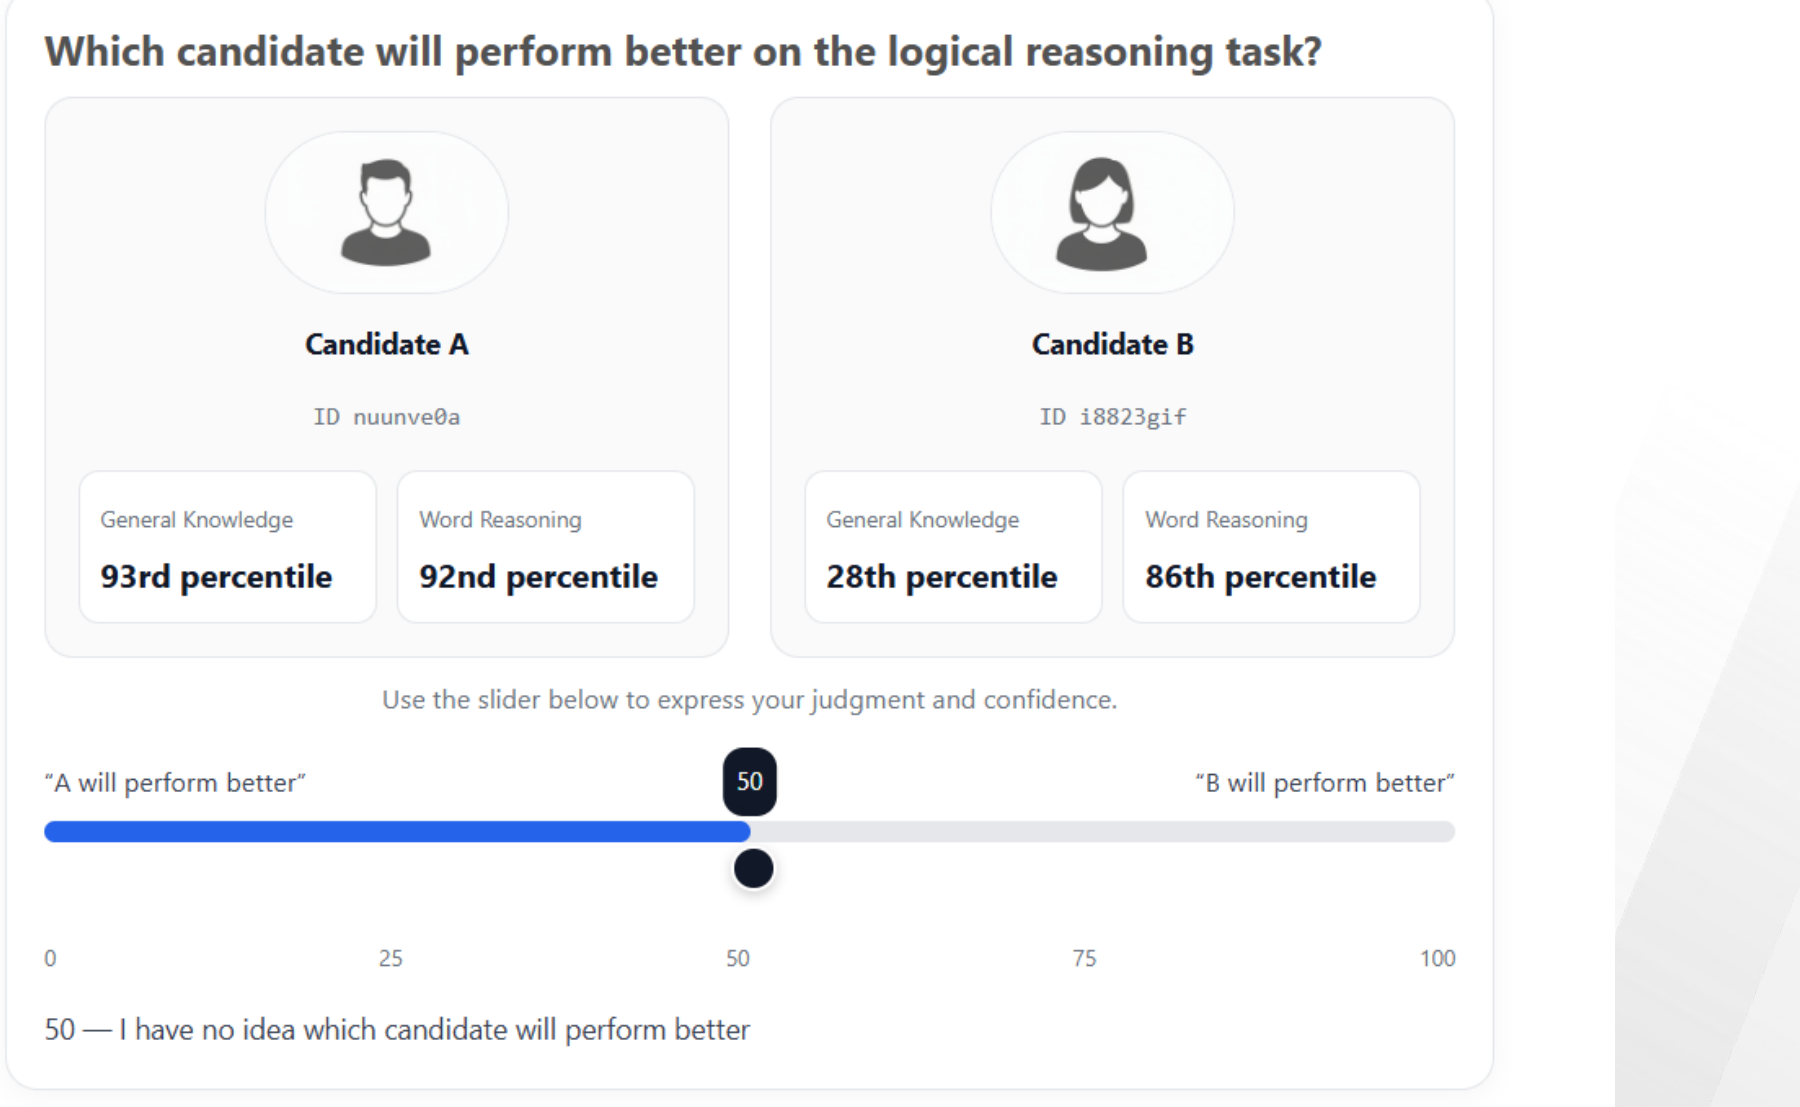 Which candidate will perform better on the logical reasoning task?
Candidate A
ID nuunve0a
General Knowledge
93rd percentile
Word Reasoning
92nd percentile
Candidate B
ID i8823gif
General Knowledge
28th percentile
Word Reasoning
86th percentile
Use the slider below to express your judgment and confidence.
“A will perform better”
50
“B will perform better”
0
25
50
75
100
50 — I have no idea which candidate will perform better